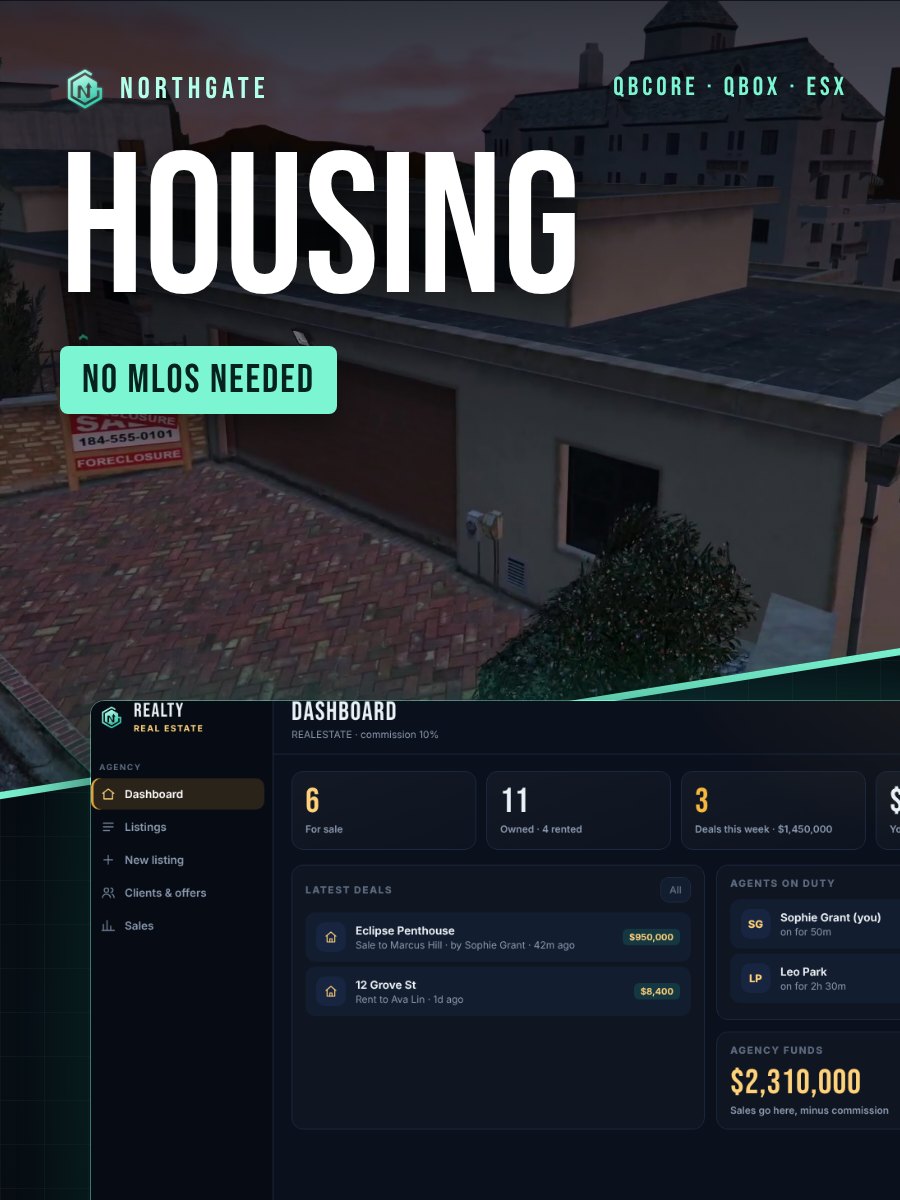 NORTHGATE
QBCORE · QBOX · ESX
HOUSING
NO MLOS NEEDED
184-555-0101
FORECLOSURE
REALTY
REAL ESTATE
DASHBOARD
REALESTATE · commission 10%
AGENCY
Dashboard
Listings
New listing
Clients & offers
Sales
6
For sale
11
Owned · 4 rented
3
Deals this week · $1,450,000
$
LATEST DEALS
All
Eclipse Penthouse
Sale to Marcus Hill · by Sophie Grant · 42m ago
$950,000
12 Grove St
Rent to Ava Lin · 1d ago
$8,400
AGENTS ON DUTY
SG
Sophie Grant (you)
on for 50m
LP
Leo Park
on for 2h 30m
AGENCY FUNDS
$2,310,000
Sales go here, minus commission